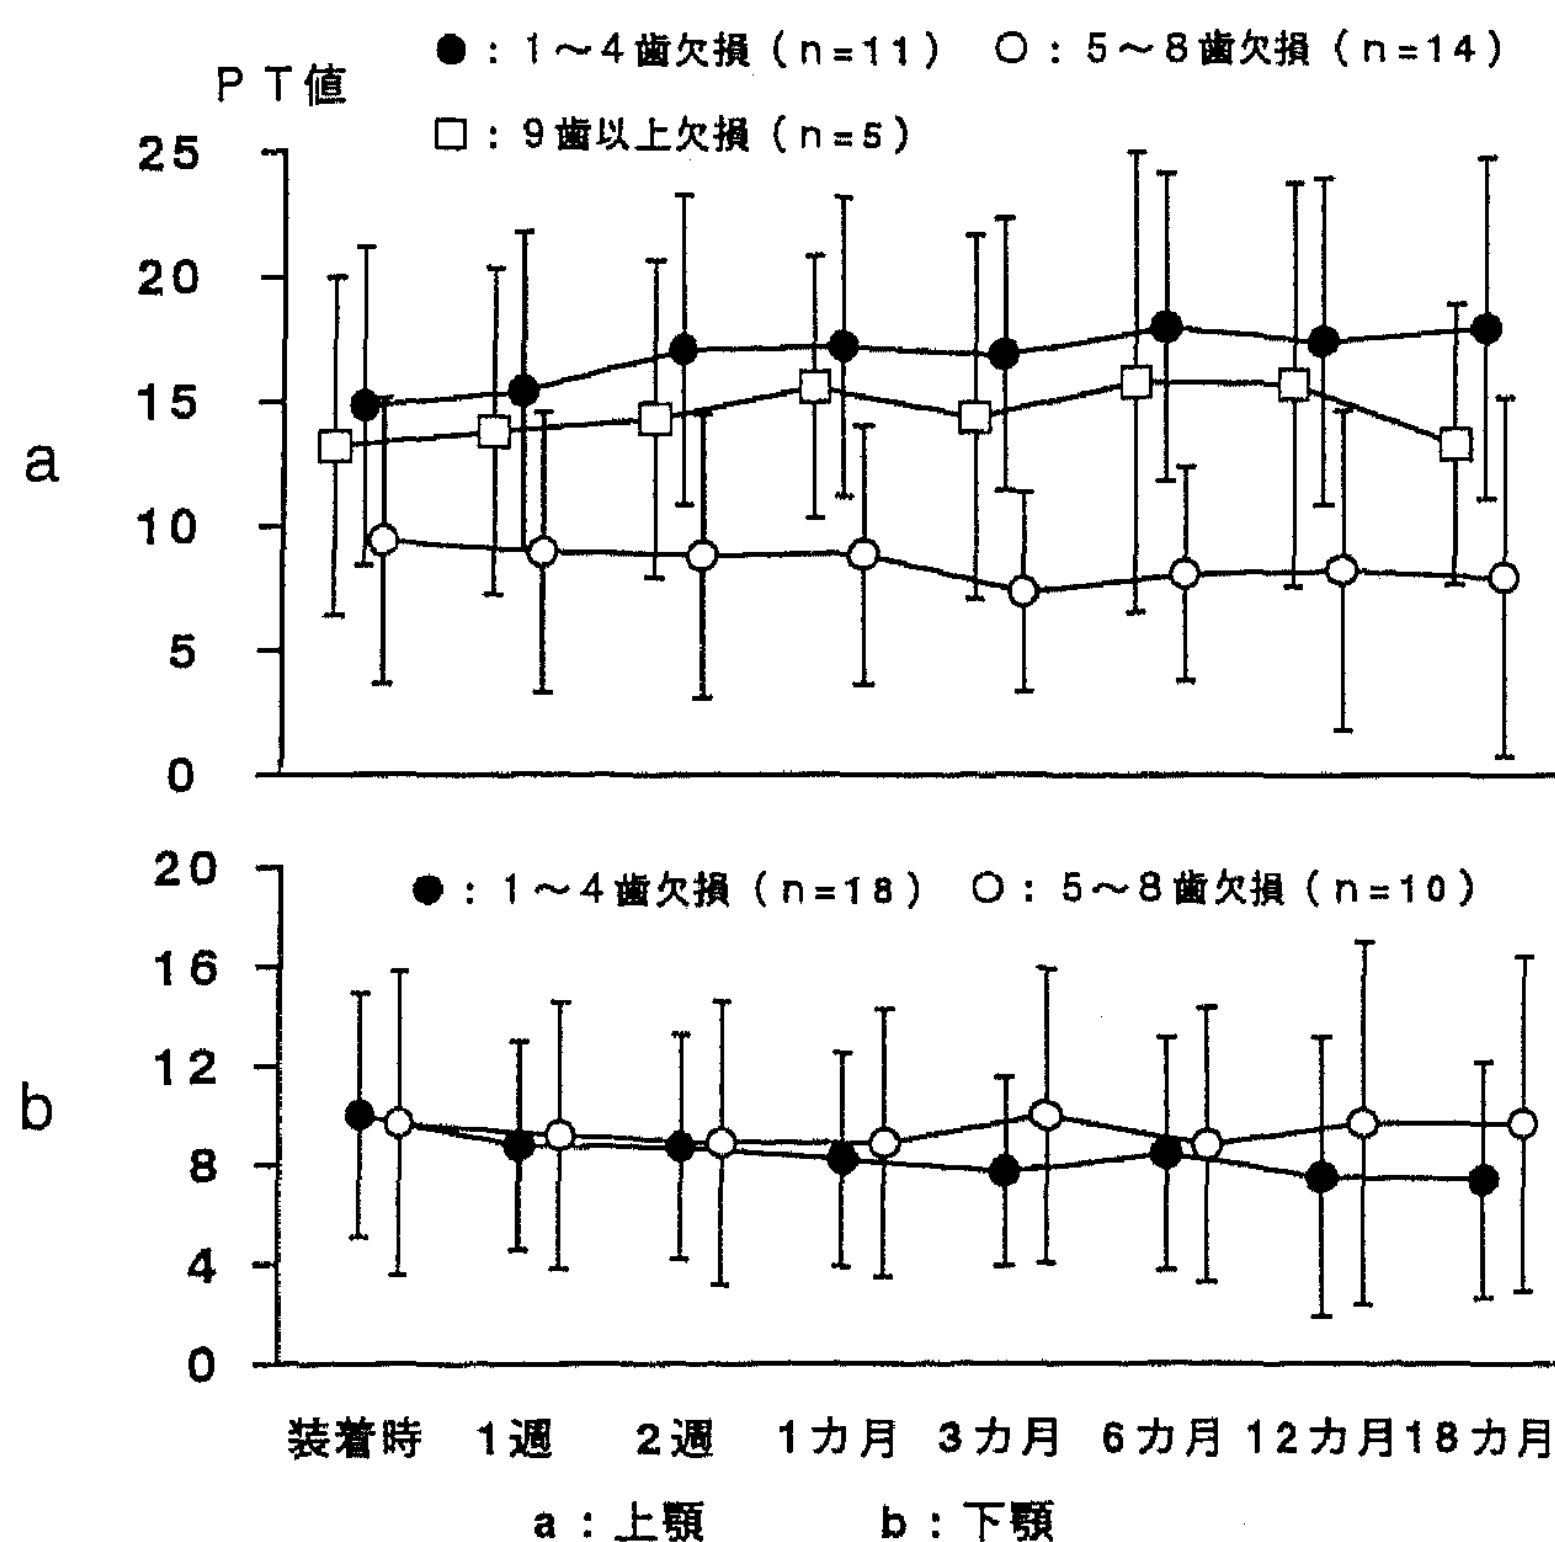 ●：1～4歯欠損（n=11）　○：5～8歯欠損（n=14）
PT値
□：9歯以上欠損（n=5）
25
20
15
a
10
5
0
20
●：1～4歯欠損（n=18）　○：5～8歯欠損（n=10）
16
12
b
8
4
0
装着時　1週　2週　1カ月　3カ月　6カ月　12カ月　18カ月
a：上顎　b：下顎